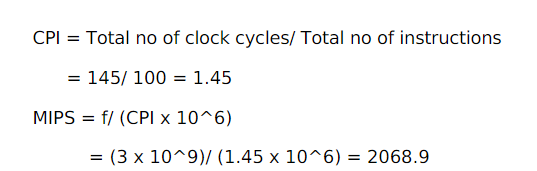 CPI = Total no of clock cycles/ Total no of instructions
= 145/ 100 = 1.45
MIPS = f/ (CPI x 10^6)
= (3 x 10^9)/ (1.45 x 10^6) = 2068.9